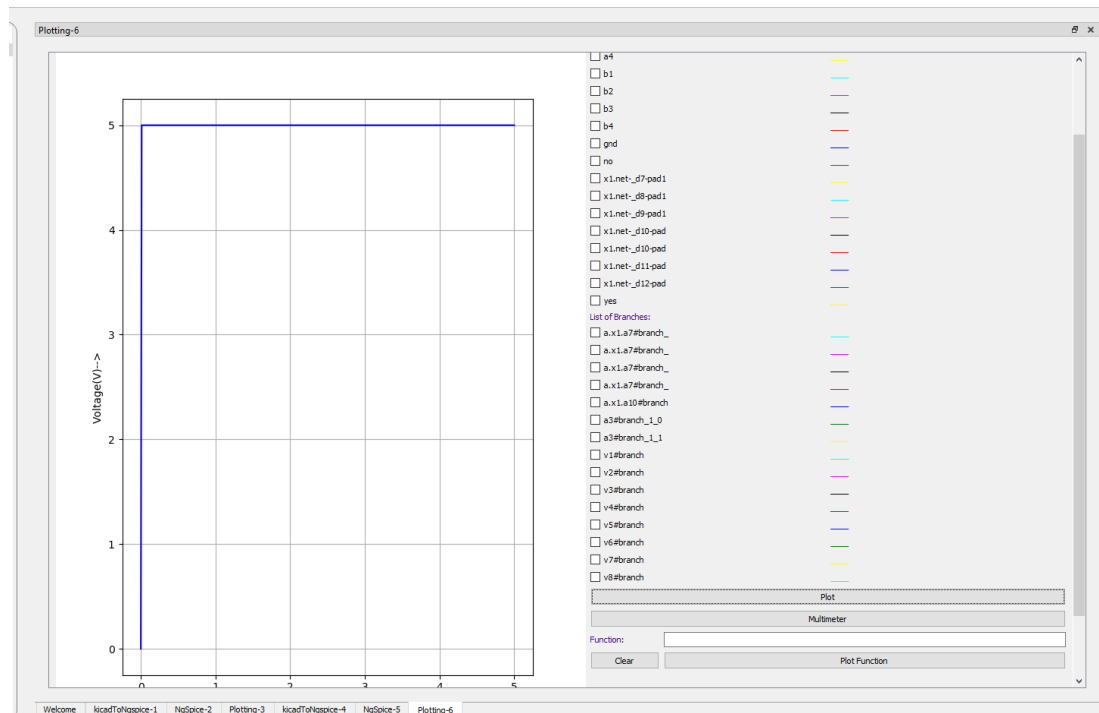 Plotting-6
a4
b1
b2
b3
b4
gnd
no
x1.net-_d7-pad1
x1.net-_d8-pad1
x1.net-_d9-pad1
x1.net-_d10-pad
x1.net-_d10-pad
x1.net-_d11-pad
x1.net-_d12-pad
yes
List of Branches:
a.x1.a7#branch_
a.x1.a7#branch_
a.x1.a7#branch_
a.x1.a7#branch_
a.x1.a10#branch
a3#branch_1_0
a3#branch_1_1
v1#branch
v2#branch
v3#branch
v4#branch
v5#branch
v6#branch
v7#branch
v8#branch
Plot
Multimeter
Function:
Clear Plot Function
5
4
3
2
1
0
Voltage(V)-->
0 1 2 3 4 5
Welcome kicadToNgspice-1 NgSpice-2 Plotting-3 kicadToNgspice-4 NgSpice-5 Plotting-6